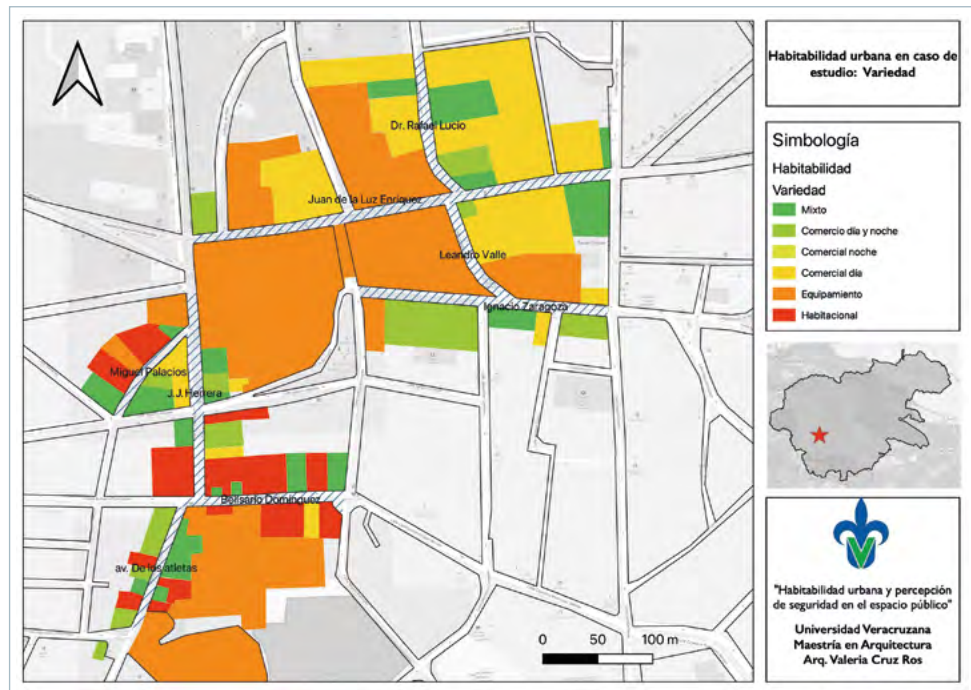 Habitabilidad urbana en caso de
estudio: Variedad
Simbología
Habitabilidad
Variedad
Mixto
Comercio día y noche
Comercial noche
Comercial día
Equipamiento
Habitacional
Dr. Rafael Lucio
Juan de la Luz Enriquez
Leandro Valle
Ignacio Zaragoza
Miguel Palacios
J.J. Herrera
Belisario Dominguez
av. De los atletas
0 50 100 m
"Habitabilidad urbana y percepción
de seguridad en el espacio público"
Universidad Veracruzana
Maestría en Arquitectura
Arq. Valeria Cruz Ros